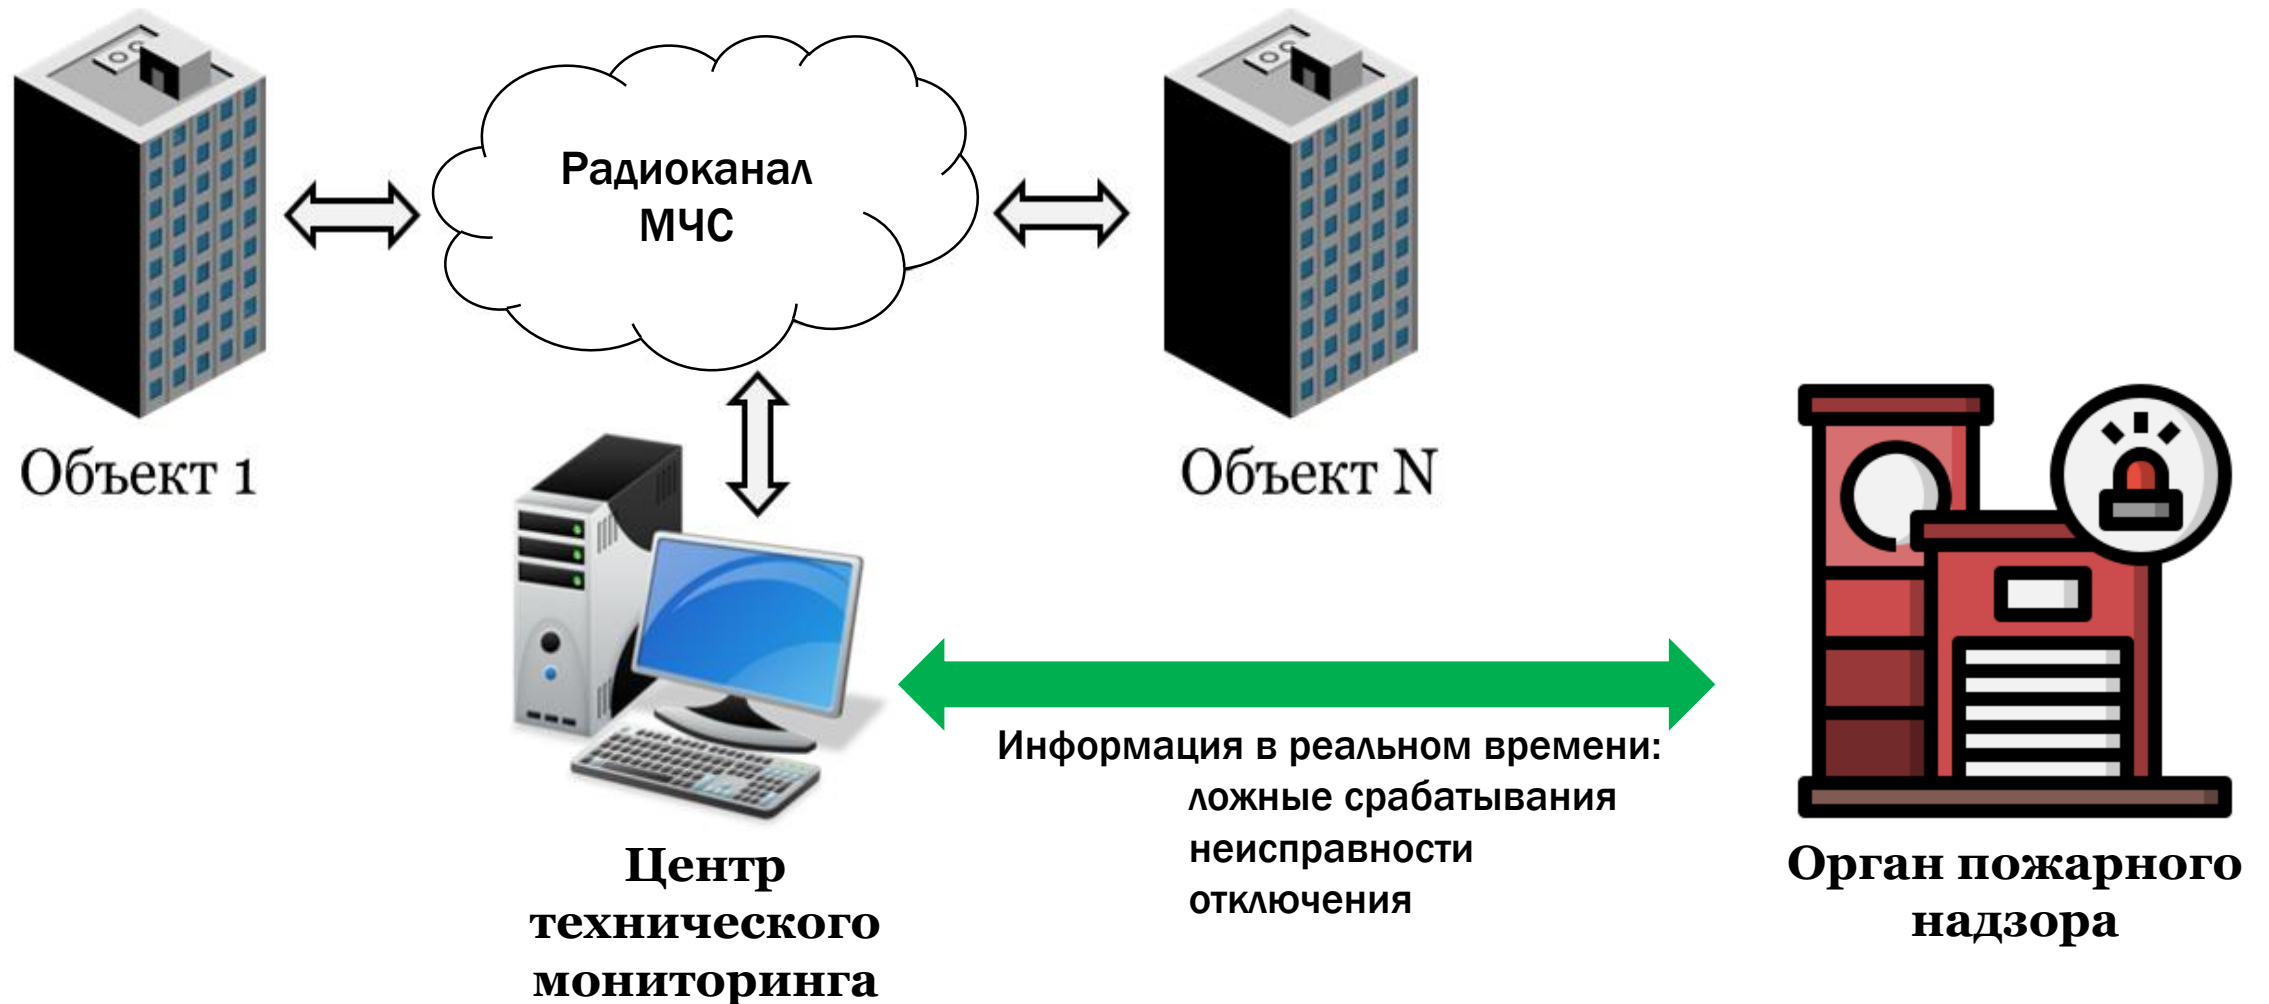 Радиоканал
МЧС
Объект 1
Объект N
Информация в реальном времени:
ложные срабатывания
неисправности
отключения
Центр
технического
мониторинга
Орган пожарного
надзора